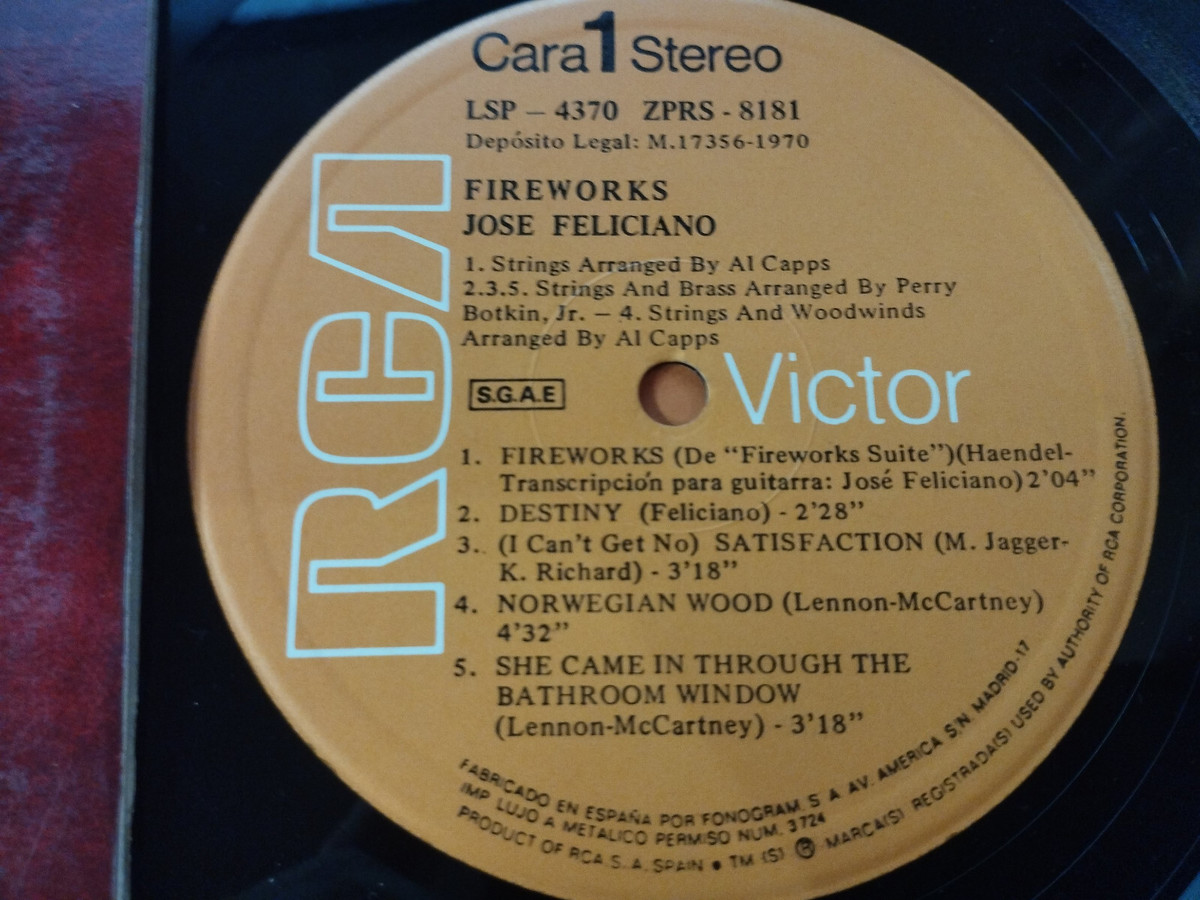 Cara 1 Stereo
LSP – 4370 ZPRS - 8181
Depósito Legal: M.17356-1970
FIREWORKS
JOSE FELICIANO
1. Strings Arranged By Al Capps
2.3.5. Strings And Brass Arranged By Perry
Botkin, Jr. – 4. Strings And Woodwinds
Arranged By Al Capps
S.G.A.E
RCA
Victor
1. FIREWORKS (De “Fireworks Suite”)(Haendel-
Transcripción para guitarra: José Feliciano) 2’04”
2. DESTINY (Feliciano) - 2’28”
3. (I Can’t Get No) SATISFACTION (M. Jagger-
K. Richard) - 3’18”
4. NORWEGIAN WOOD (Lennon-McCartney)
4’32”
5. SHE CAME IN THROUGH THE
BATHROOM WINDOW
(Lennon-McCartney) - 3’18”
FABRICADO EN ESPAÑA POR FONOGRAM S A AV. AMERICA S/N. MADRID-17
IMP. LUJO A METALICO PERMISO NUM. 3724
PRODUCT OF RCA S.A. SPAIN • TM (S) ® MARCA(S) REGISTRADA(S) USED BY AUTHORITY OF RCA CORPORATION.